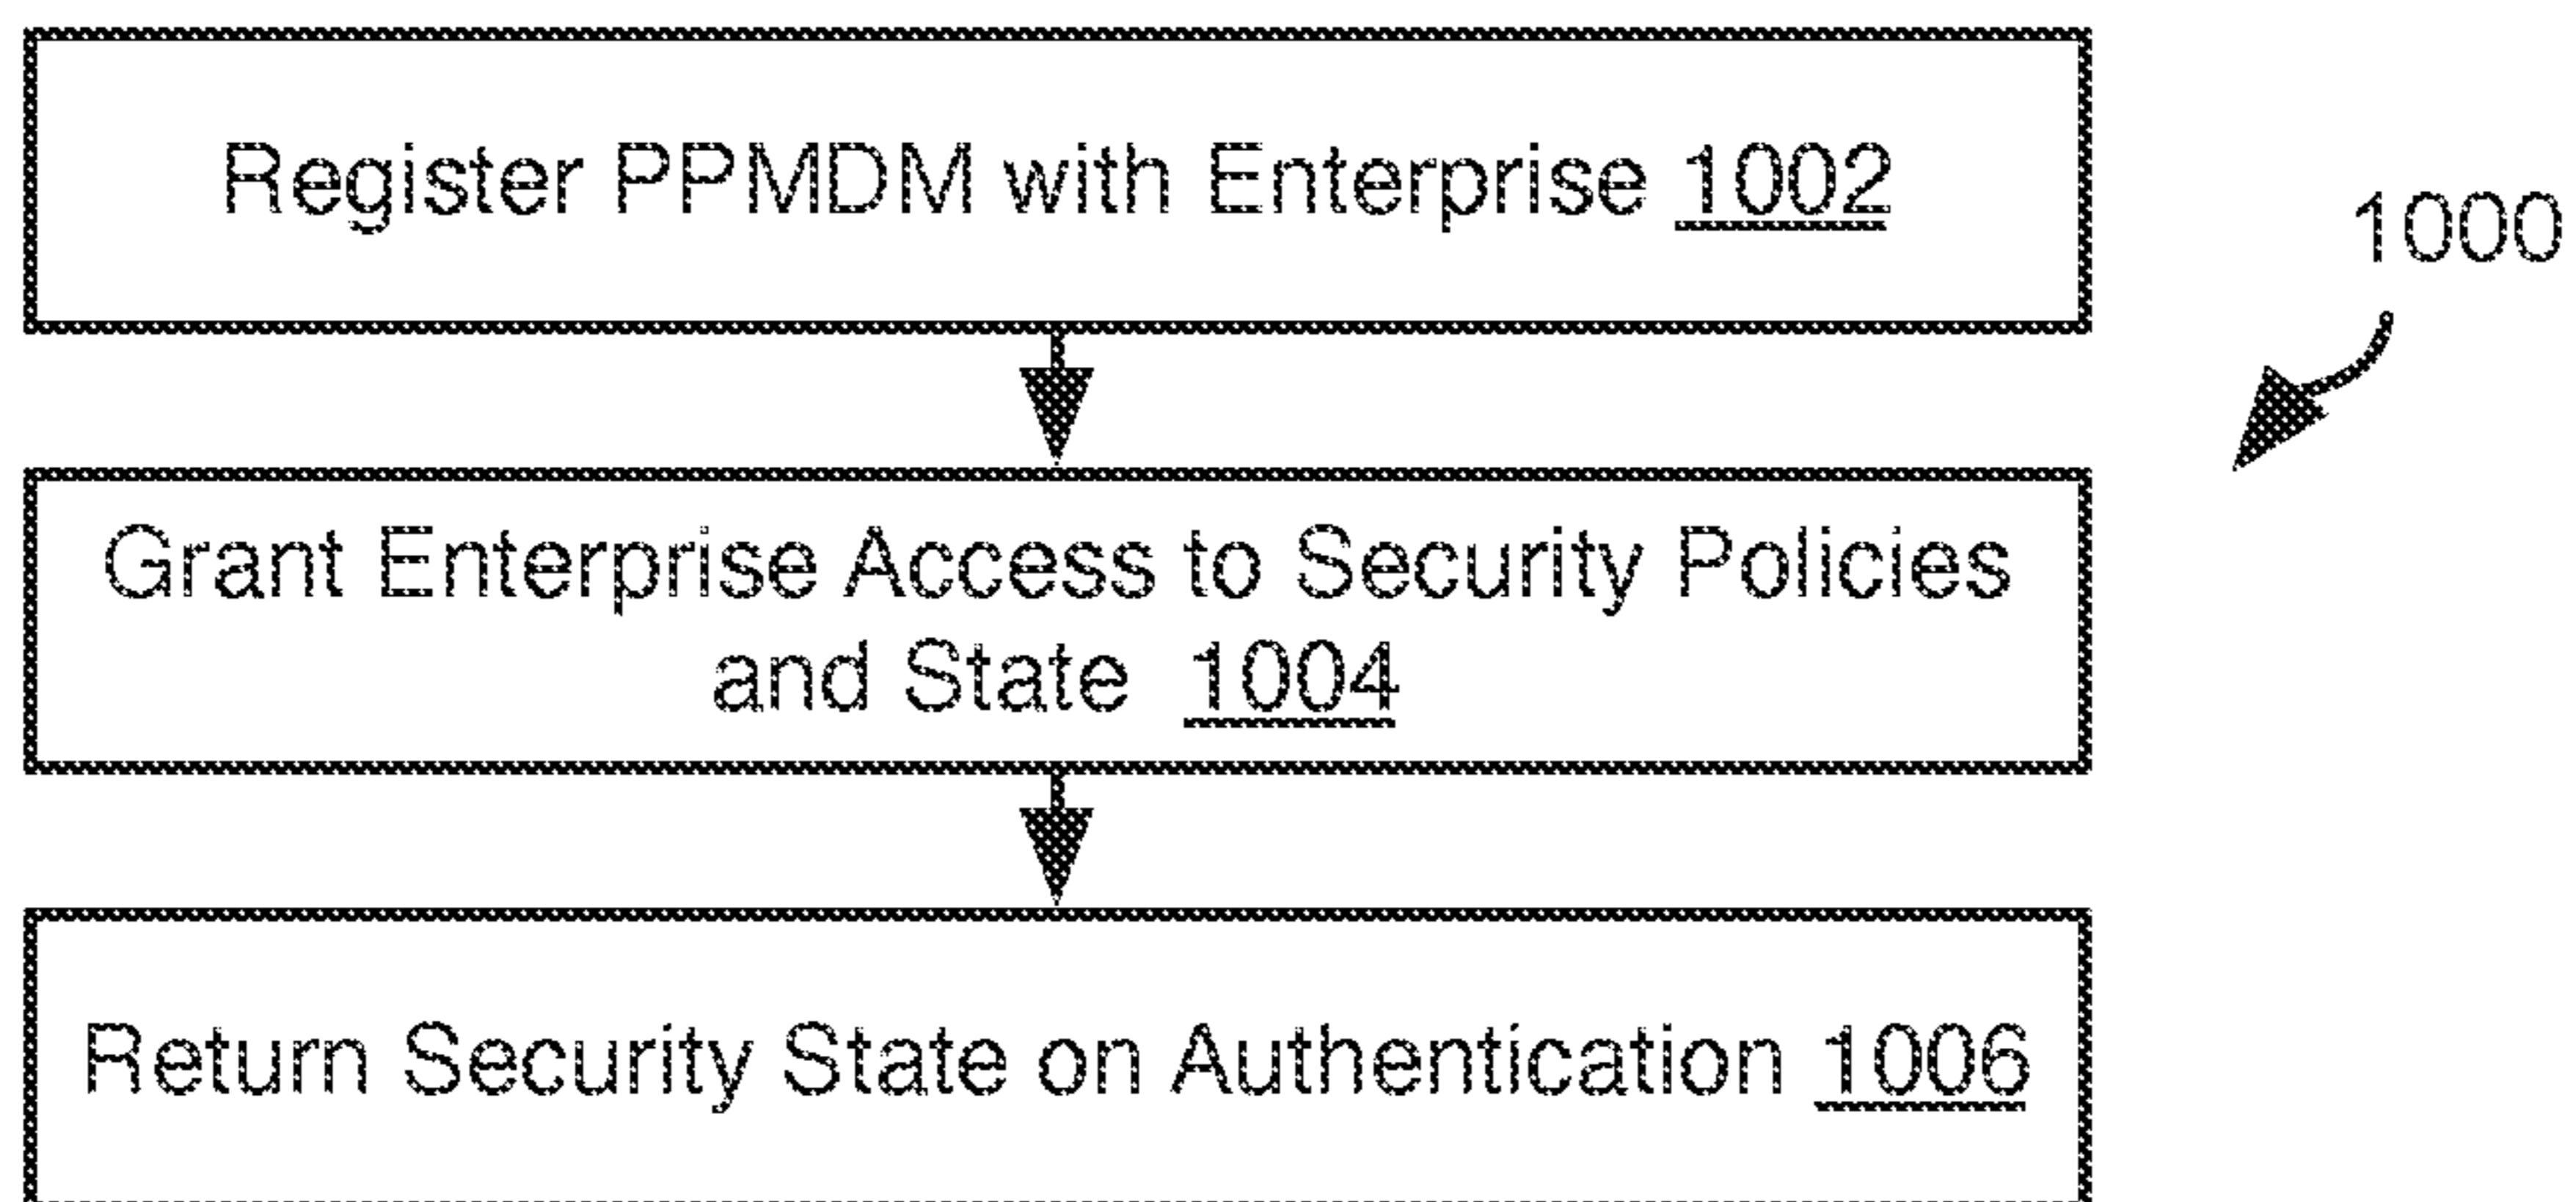 Register PPMDM with Enterprise 1002
1000
Grant Enterprise Access to Security Policies
and State 1004
Return Security State on Authentication 1006